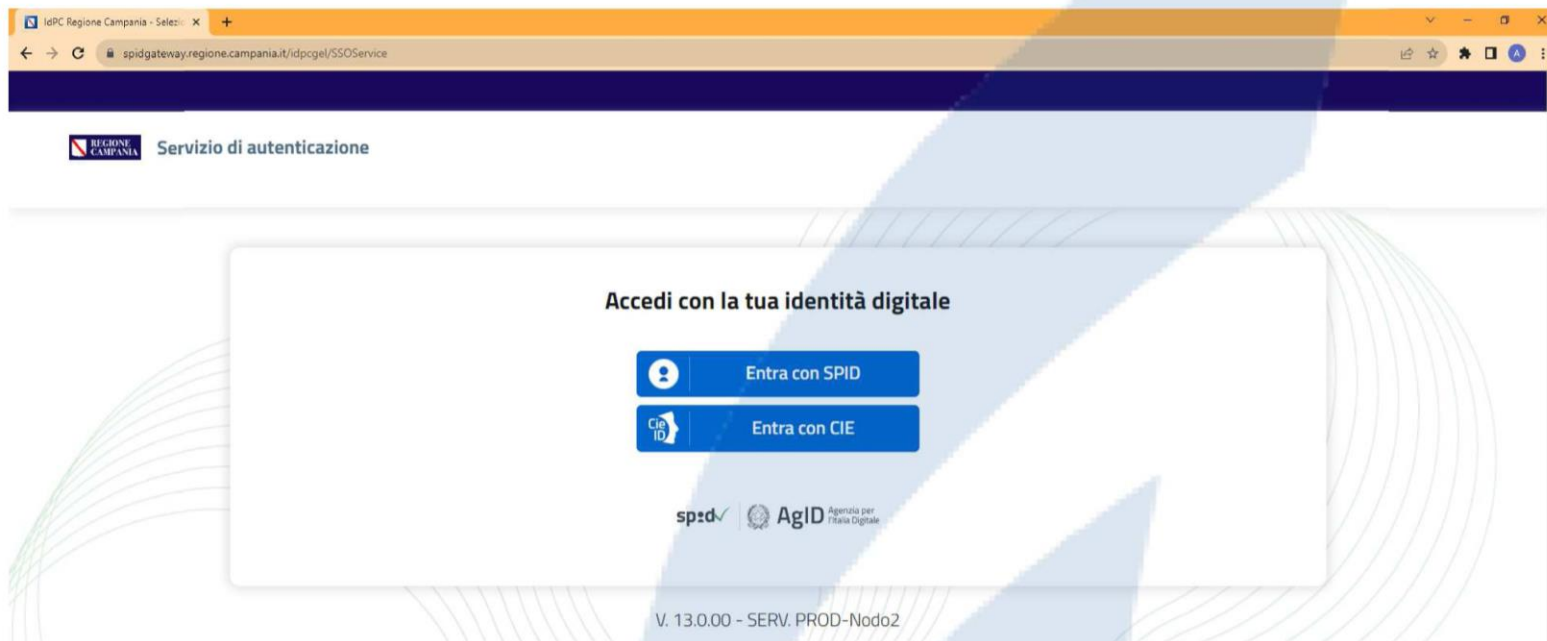 IdPC Regione Campania - Selezio
spidgateway.regione.campania.it/idpcgel/SSOService
A
REGIONE
CAMPANIA
Servizio di autenticazione
Accedi con la tua identità digitale
Entra con SPID
Cie
ID
Entra con CIE
spid
AgID
Agenzia per
l'Italia Digitale
V. 13.0.00 - SERV. PROD-Nodo2